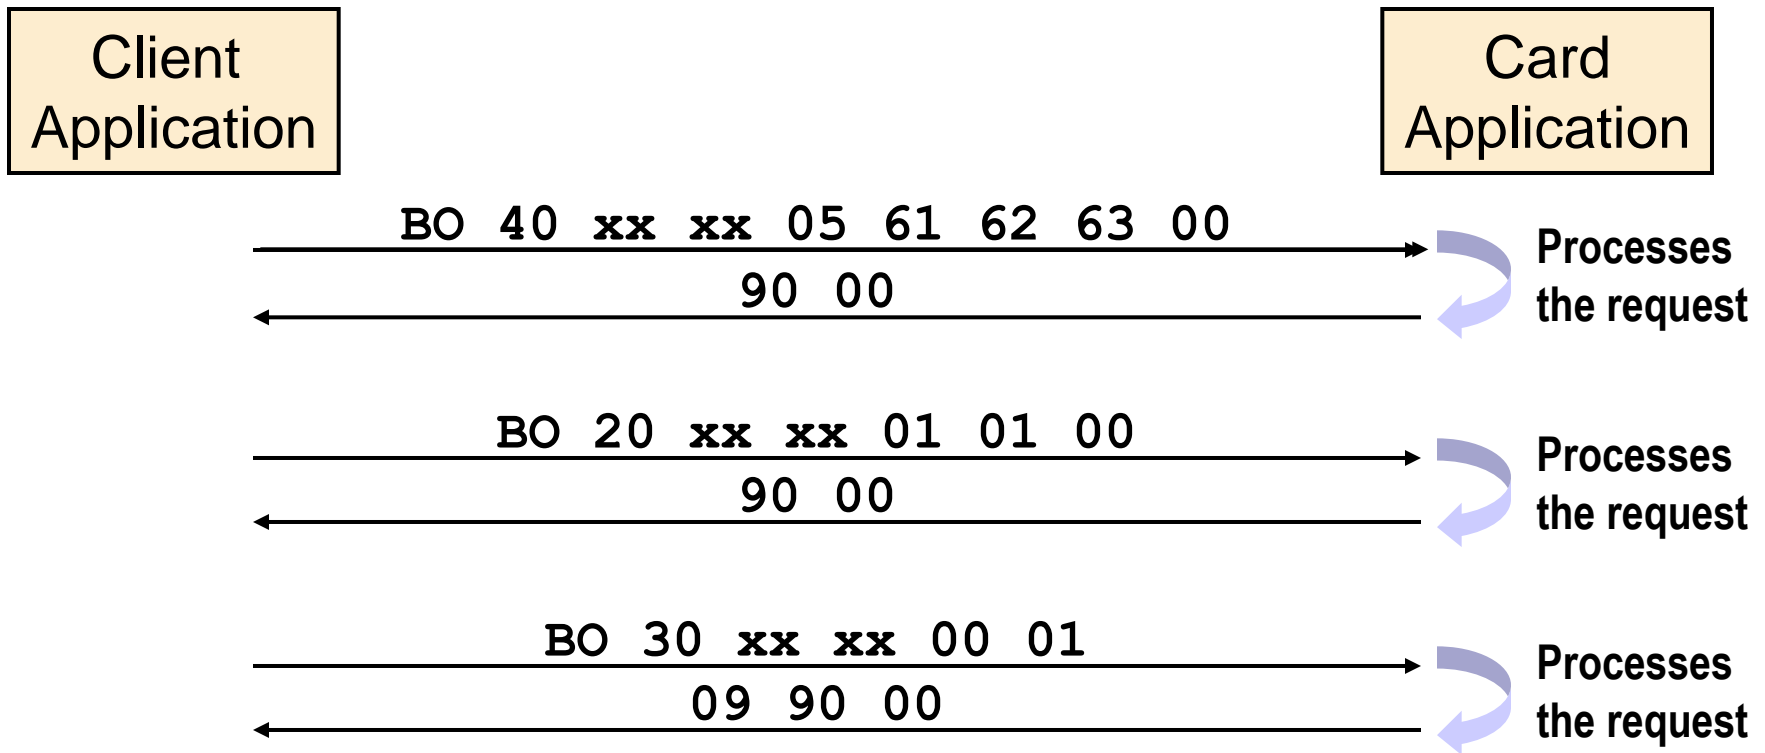 Client
Application
Card
Application
BO 40 xx xx 05 61 62 63 00
Processes
the request
90 00
BO 20 xx xx 01 01 00
Processes
the request
90 00
BO 30 xx xx 00 01
Processes
the request
09 90 00